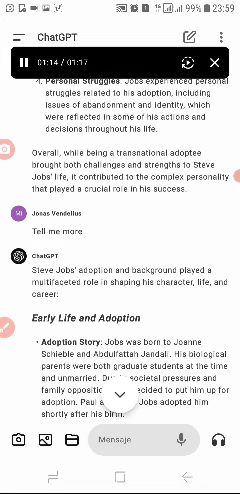 99% 23:59
ChatGPT
01:14 / 01:17
4. Personal Struggles: Jobs experienced personal
struggles related to his adoption, including
issues of abandonment and identity, which
were reflected in some of his actions and
decisions throughout his life.
Overall, while being a transnational adoptee
brought both challenges and strengths to Steve
Jobs' life, it contributed to the complex personality
that played a crucial role in his success.
MI Jonas Vendelius
Tell me more
ChatGPT
Steve Jobs' adoption and background played a
multifaceted role in shaping his character, life, and
career:
Early Life and Adoption
• Adoption Story: Jobs was born to Joanne
Schieble and Abdulfattah Jandali. His biological
parents were both graduate students at the time
and unmarried. societal pressures and
family decided to put him up for
adoption. Paul Jobs adopted him
shortly after his birth.
Mensaje